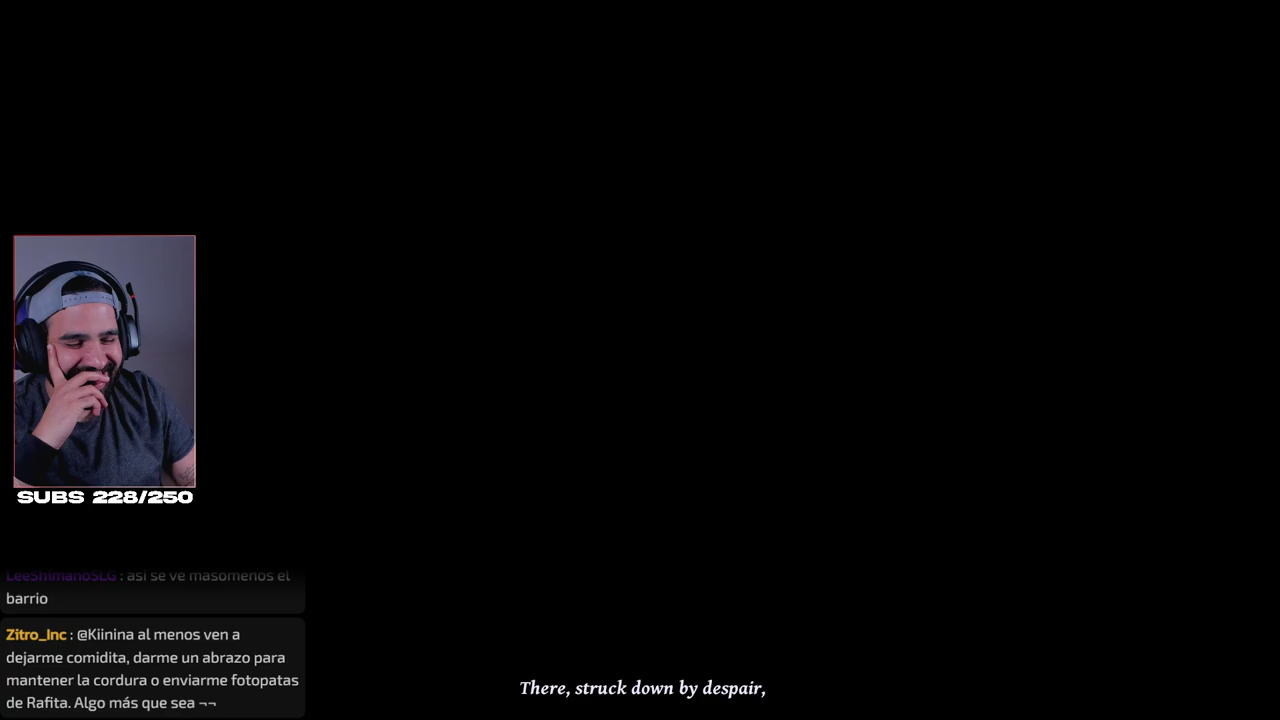 SUBS 228/250
LeeShimanoSLG : asi se ve masomenos el
barrio
Zitro_Inc : @Kiinina al menos ven a
dejarme comidita, darme un abrazo para
mantener la cordura o enviarme fotopatas
de Rafita. Algo más que sea ¬¬
There, struck down by despair,